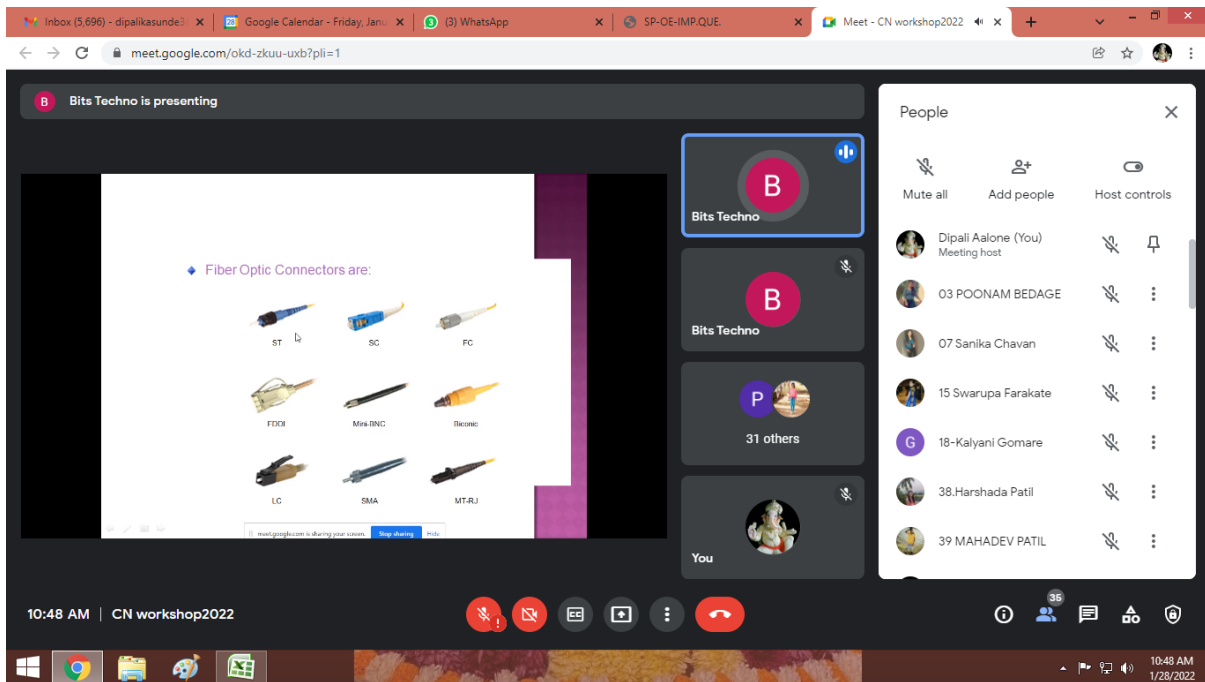 Inbox (5,696) - dipalikasunde3
Google Calendar - Friday, Janu
(3) WhatsApp
SP-OE-IMP.QUE.
Meet - CN workshop2022
meet.google.com/okd-zkuu-uxb?pli=1
B Bits Techno is presenting
Fiber Optic Connectors are:
ST SC FC
FDDI Mini-BNC Biconic
LC SMA MT-RJ
meet.google.com is sharing your screen. Stop sharing Hide
B
Bits Techno
B
Bits Techno
P
31 others
You
People
Mute all Add people Host controls
Dipali Aalone (You)
Meeting host
03 POONAM BEDAGE
07 Sanika Chavan
15 Swarupa Farakate
G 18-Kalyani Gomare
38.Harshada Patil
39 MAHADEV PATIL
10:48 AM | CN workshop2022
CC
35
10:48 AM
1/28/2022